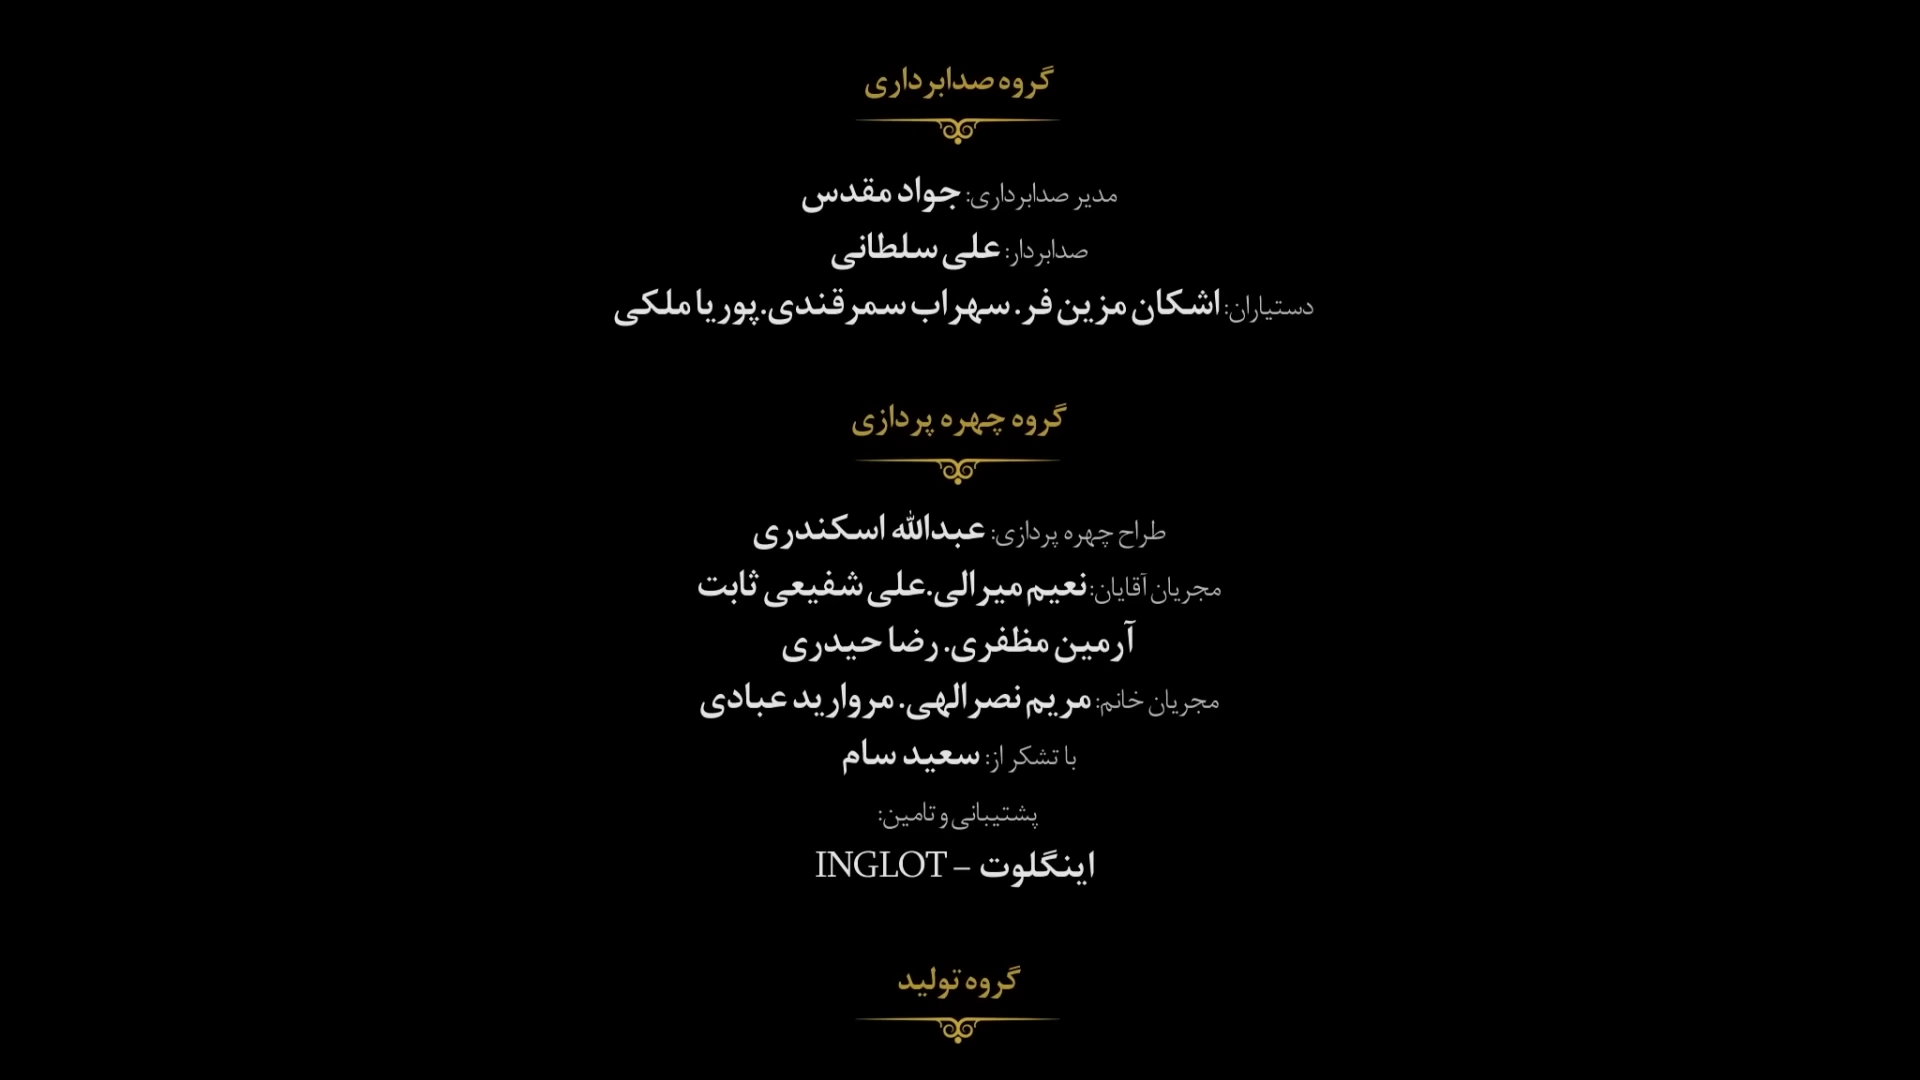 گروه صدابرداری
مدیر صدابرداری: جواد مقدس
صدابردار: علی سلطانی
دستیاران: اشکان مزین فر. سهراب سمرقندی.پوریا ملکی
گروه چهره پردازی
طراح چهره پردازی: عبدالله اسکندری
مجریان آقایان: نعیم میرالی.علی شفیعی ثابت
آرمین مظفری. رضا حیدری
مجریان خانم: مریم نصرالهی. مروارید عبادی
با تشکر از: سعید سام
پشتیبانی و تامین:
اینگلوت – INGLOT
گروه تولید